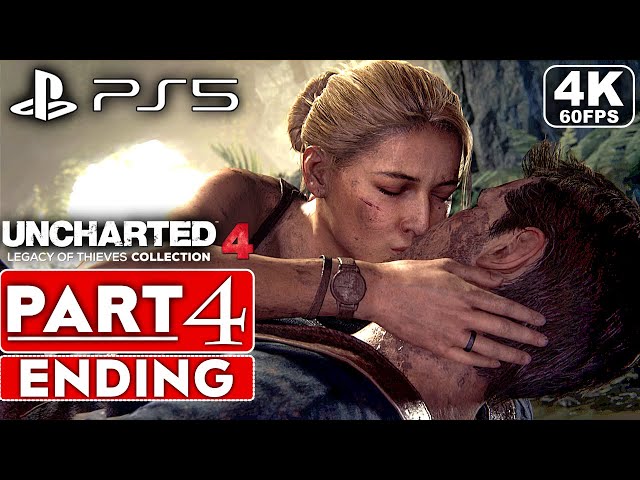 PS5
4K
60FPS
UNCHARTED 4
LEGACY OF THIEVES COLLECTION
PART 4
ENDING